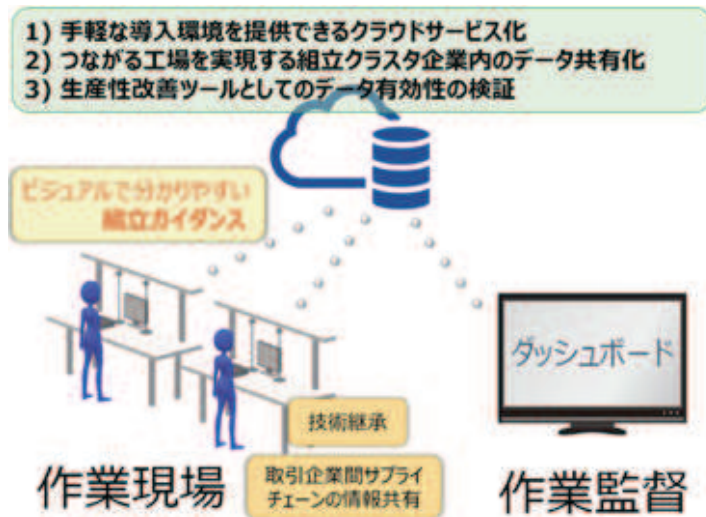 1) 手軽な導入環境を提供できるクラウドサービス化
2) つながる工場を実現する組立クラスタ企業内のデータ共有化
3) 生産性改善ツールとしてのデータ有効性の検証
ビジュアルで分かりやすい
組立ガイダンス
ダッシュボード
技術継承
取引企業間サプライ
チェーンの情報共有
作業現場
作業監督